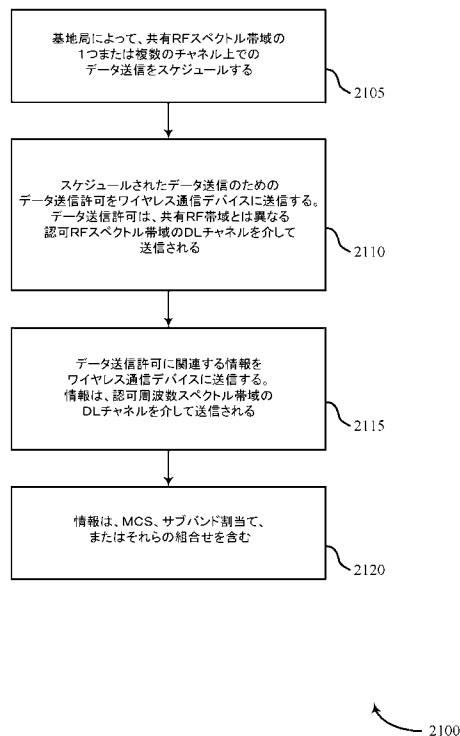 基地局によって、共有RFスペクトル帯域の
1つまたは複数のチャネル上での
データ送信をスケジュールする
2105
スケジュールされたデータ送信のための
データ送信許可をワイヤレス通信デバイスに送信する。
データ送信許可は、共有RF帯域とは異なる
認可RFスペクトル帯域のDLチャネルを介して
送信される
2110
データ送信許可に関連する情報を
ワイヤレス通信デバイスに送信する。
情報は、認可周波数スペクトル帯域の
DLチャネルを介して送信される
2115
情報は、MCS、サブバンド割当て、
またはそれらの組合せを含む
2120
2100